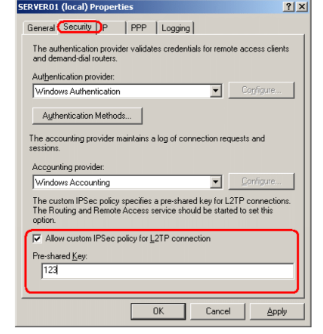 SERVER01 (local) Properties
General Security IP PPP Logging
The authentication provider validates credentials for remote access clients
and demand-dial routers.
Authentication provider:
Windows Authentication Configure...
Authentication Methods...
The accounting provider maintains a log of connection requests and
sessions.
Accounting provider:
Windows Accounting Configure...
The custom IPSec policy specifies a pre-shared key for L2TP connections.
The Routing and Remote Access service should be started to set this
option.
Allow custom IPSec policy for L2TP connection
Pre-shared Key:
123
OK Cancel Apply